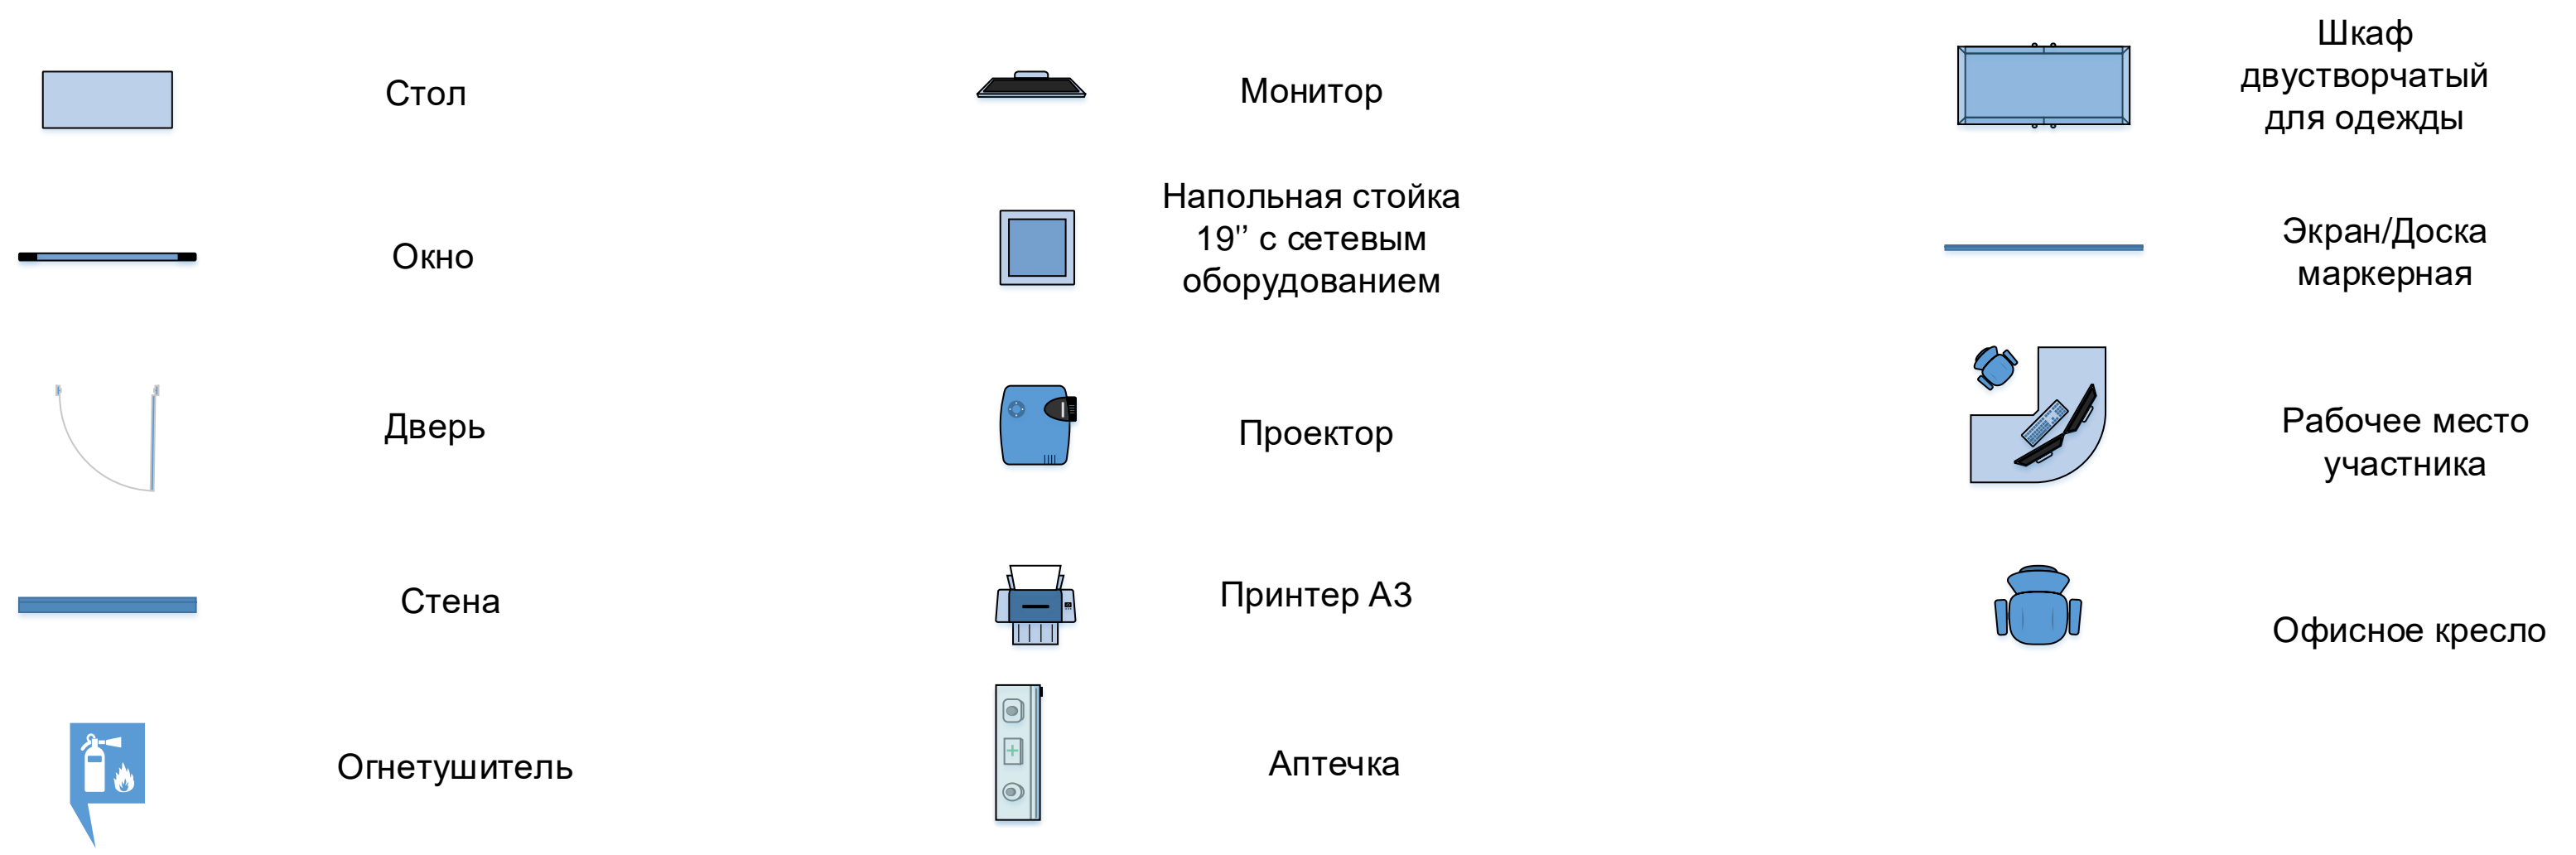 Стол
Окно
Дверь
Стена
Огнетушитель
Монитор
Напольная стойка
19'' с сетевым
оборудованием
Проектор
Принтер А3
Аптечка
Шкаф
двустворчатый
для одежды
Экран/Доска
маркерная
Рабочее место
участника
Офисное кресло